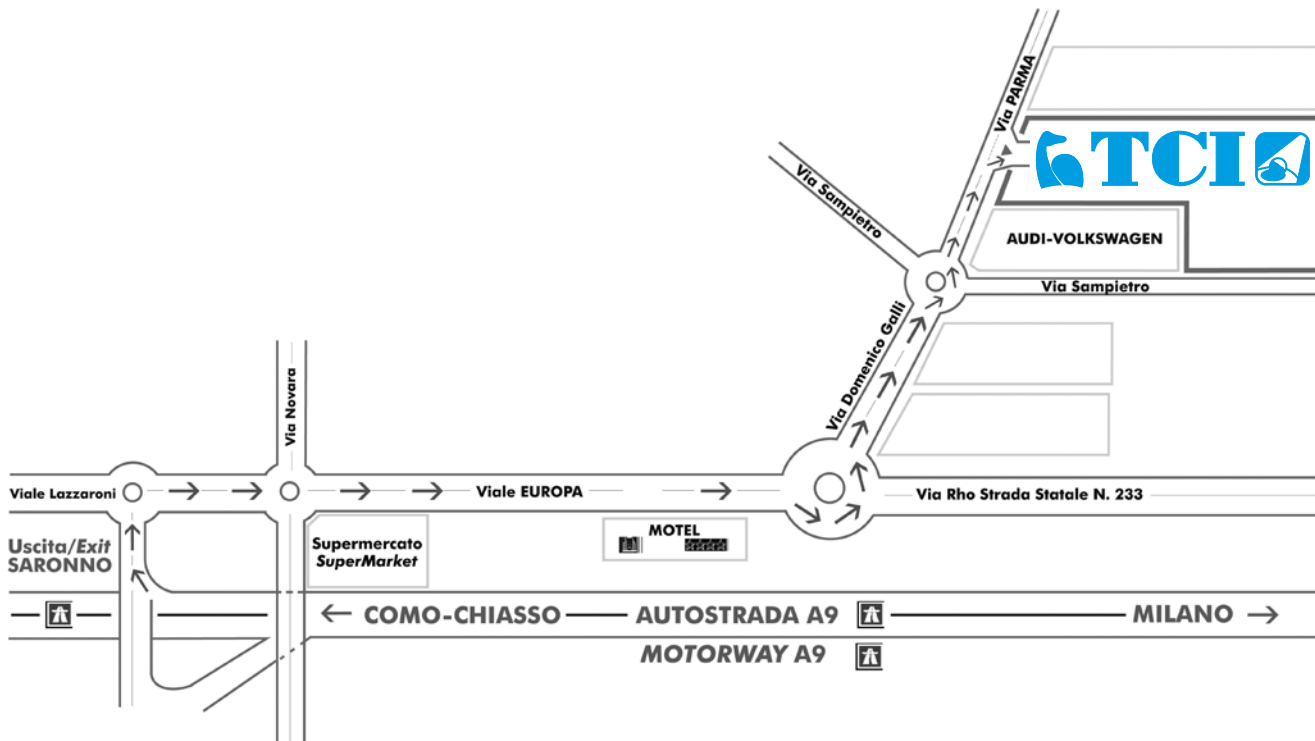 Via PARMA
TCI
Via Sampietro
AUDI-VOLKSWAGEN
Via Sampietro
Via Domenico Galli
Via Novara
Viale Lazzaroni
Viale EUROPA
Via Rho Strada Statale N. 233
Uscita/Exit
SARONNO
Supermercato
SuperMarket
MOTEL
COMO-CHIASSO
AUTOSTRADA A9
MILANO
MOTORWAY A9